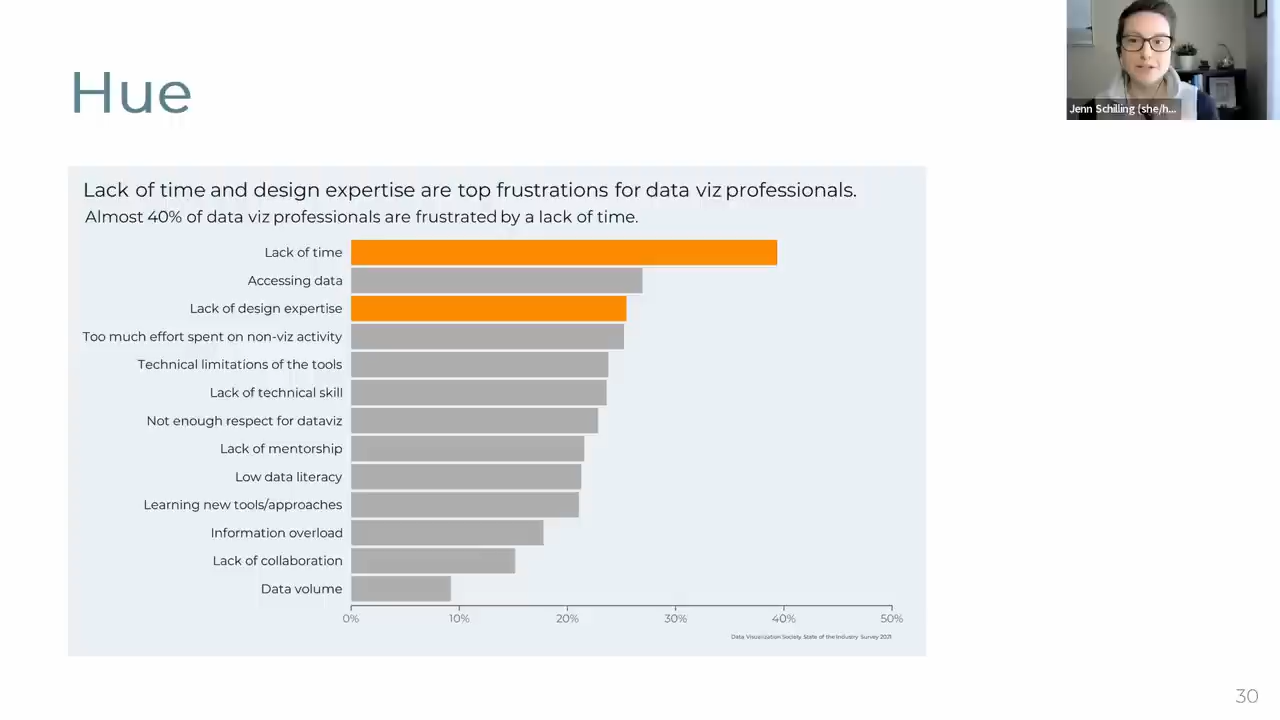 Hue
Jenn Schilling (she/h...
Lack of time and design expertise are top frustrations for data viz professionals.
Almost 40% of data viz professionals are frustrated by a lack of time.
Lack of time
Accessing data
Lack of design expertise
Too much effort spent on non-viz activity
Technical limitations of the tools
Lack of technical skill
Not enough respect for dataviz
Lack of mentorship
Low data literacy
Learning new tools/approaches
Information overload
Lack of collaboration
Data volume
0% 10% 20% 30% 40% 50%
Data Visualization Society. State of the Industry Survey 2021
30